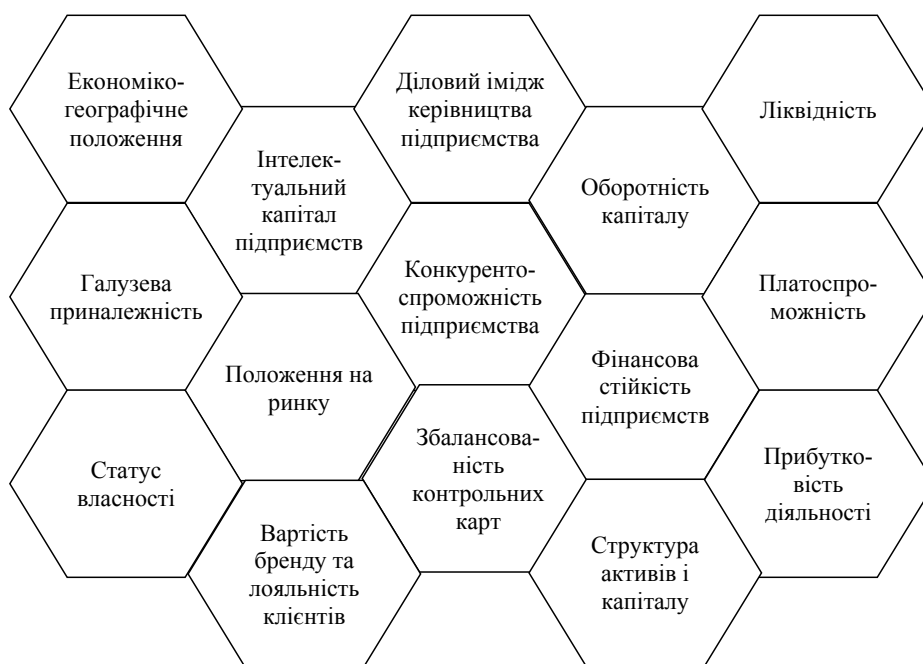 Економіко-
географічне
положення
Діловий імідж
керівництва
підприємства
Ліквідність
Інтелек-
туальний
капітал
підприємств
Оборотність
капіталу
Галузева
приналежність
Конкуренто-
спроможність
підприємства
Платоспро-
можність
Положення на
ринку
Фінансова
стійкість
підприємств
Статус
власності
Збалансова-
ність
контрольних
карт
Прибутко-
вість
діяльності
Вартість
бренду та
лояльність
клієнтів
Структура
активів і
капіталу